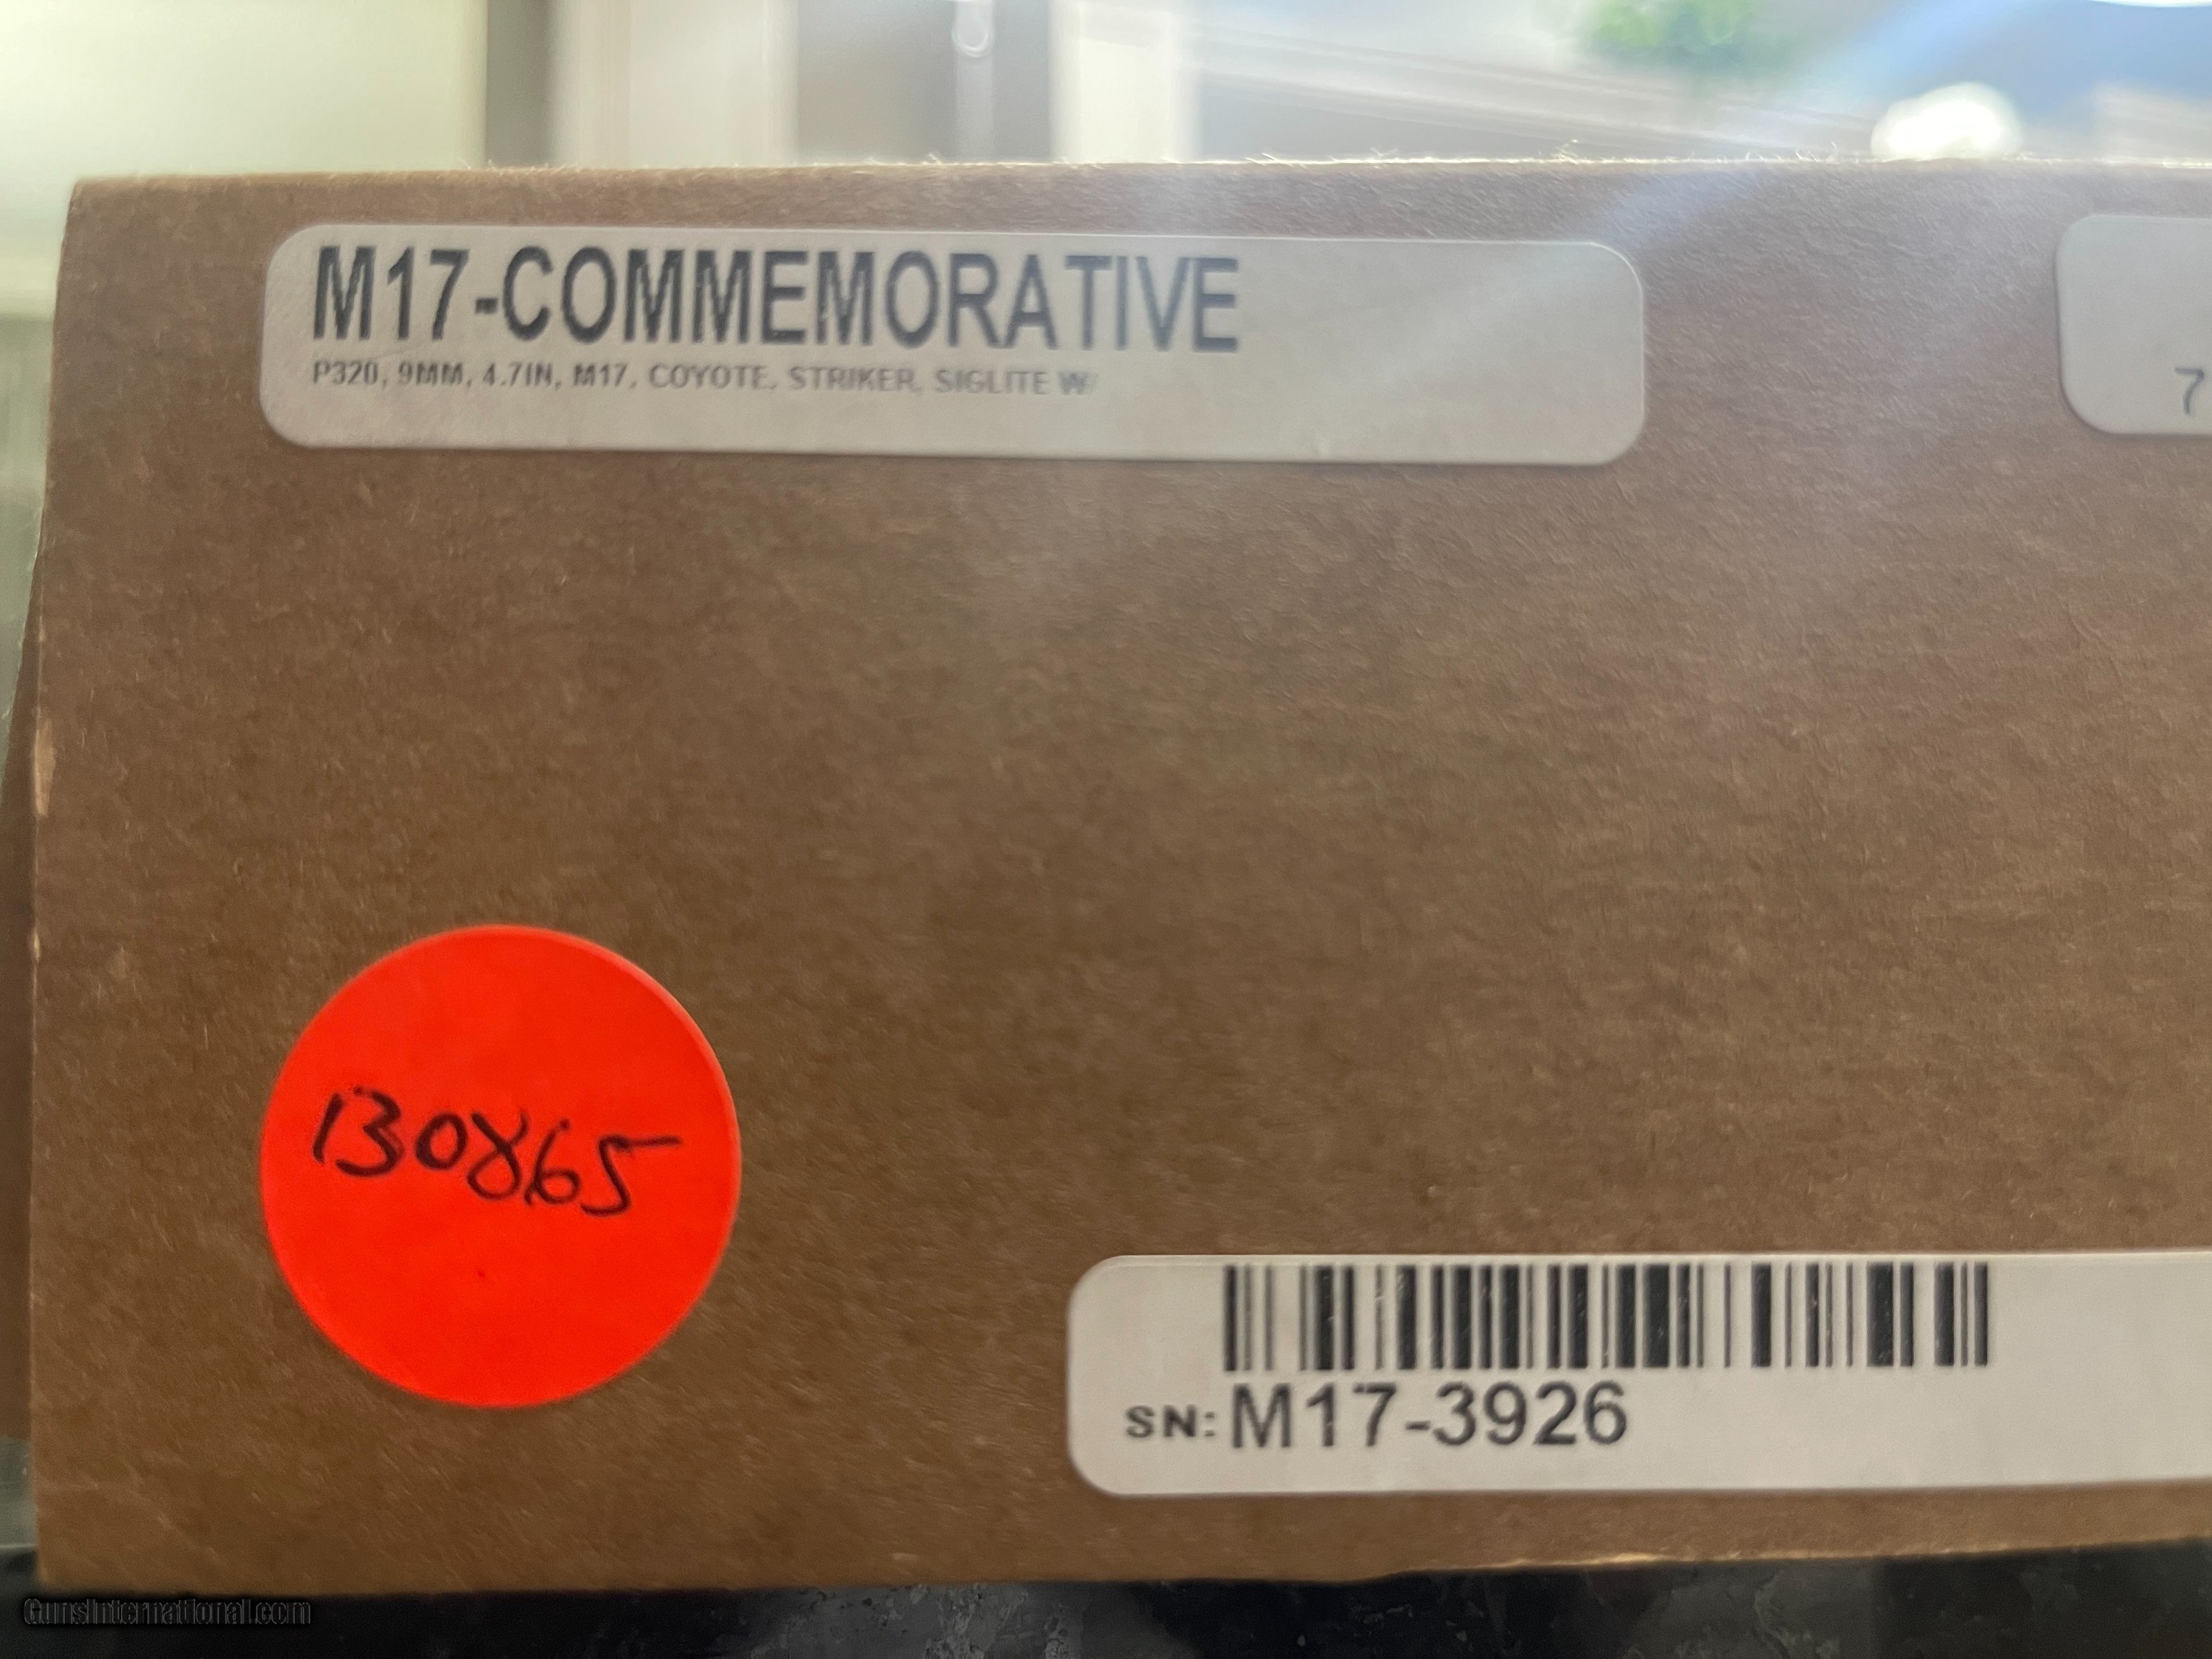 M17-COMMEMORATIVE
P320, 9MM, 4.7IN, M17, COYOTE, STRIKER, SIGLITE W/
7
130865
SN: M17-3926
GunsInternational.com